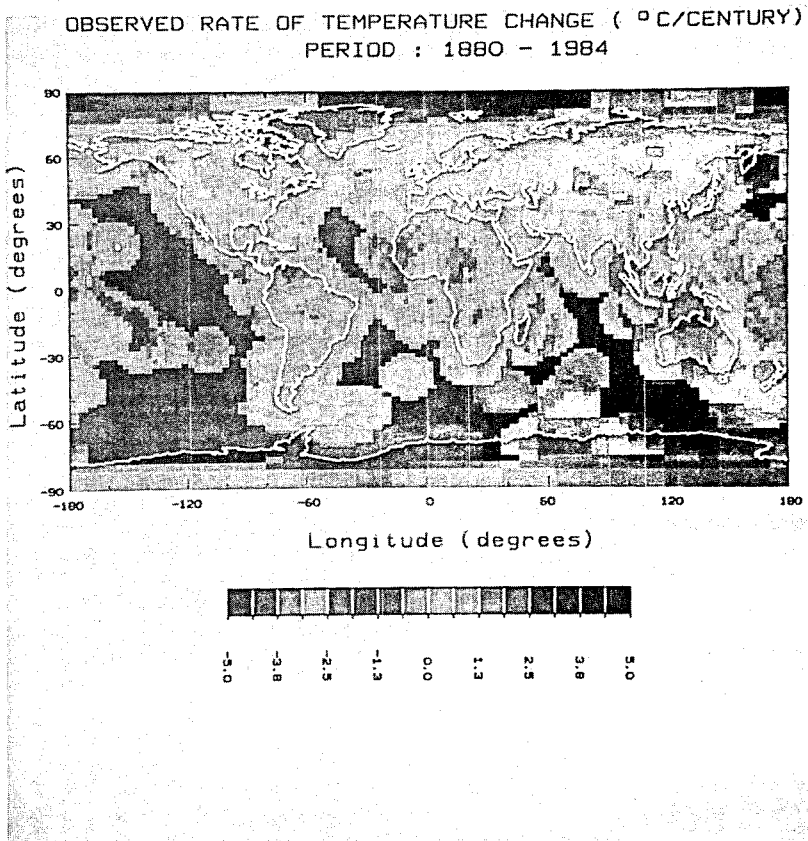 OBSERVED RATE OF TEMPERATURE CHANGE ( °C/CENTURY)
PERIOD : 1880 - 1984
90
60
30
0
-30
-60
-90
Latitude (degrees)
-180 -120 -60 0 60 120 180
Longitude (degrees)
-5.0 -3.8 -2.5 -1.3 0.0 1.3 2.5 3.8 5.0